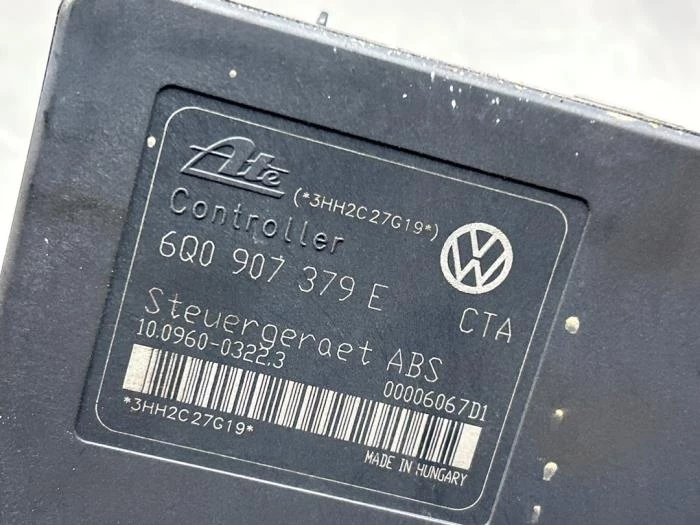 Ate
(*3HH2C27G19*)
Controller
6Q0 907 379 E
CTA
Steuergeraet ABS
10.0960-0322.3
00006067D1
*3HH2C27G19*
MADE IN HUNGARY